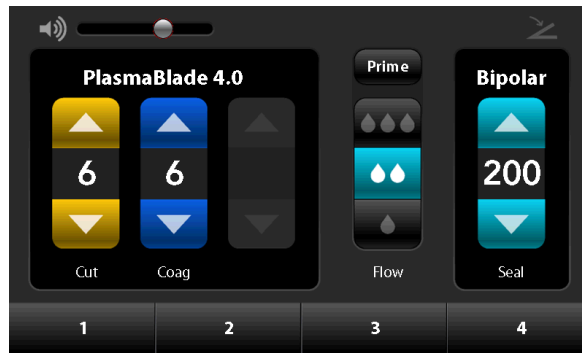 PlasmaBlade 4.0
Prime
Bipolar
6
6
200
Cut
Coag
Flow
Seal
1
2
3
4